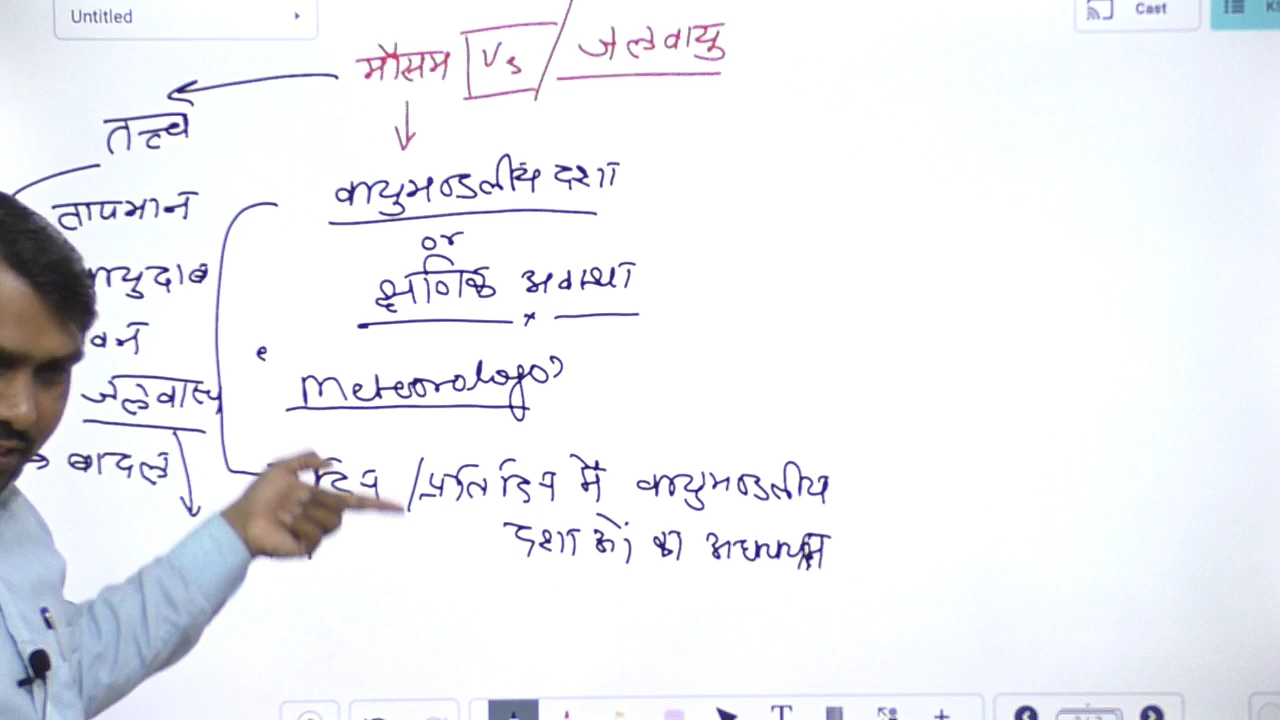 Untitled
Cast
मौसम Vs / जलवायु
तत्त्व
वायुमण्डलीय दशा
तापमान
or
वायुदाब
क्षणिक अवस्था
वन
Meteorology
जलवाष्प
बादल
दिन / प्रतिदिन में वायुमण्डलीय
दशाओं का अध्ययन
T